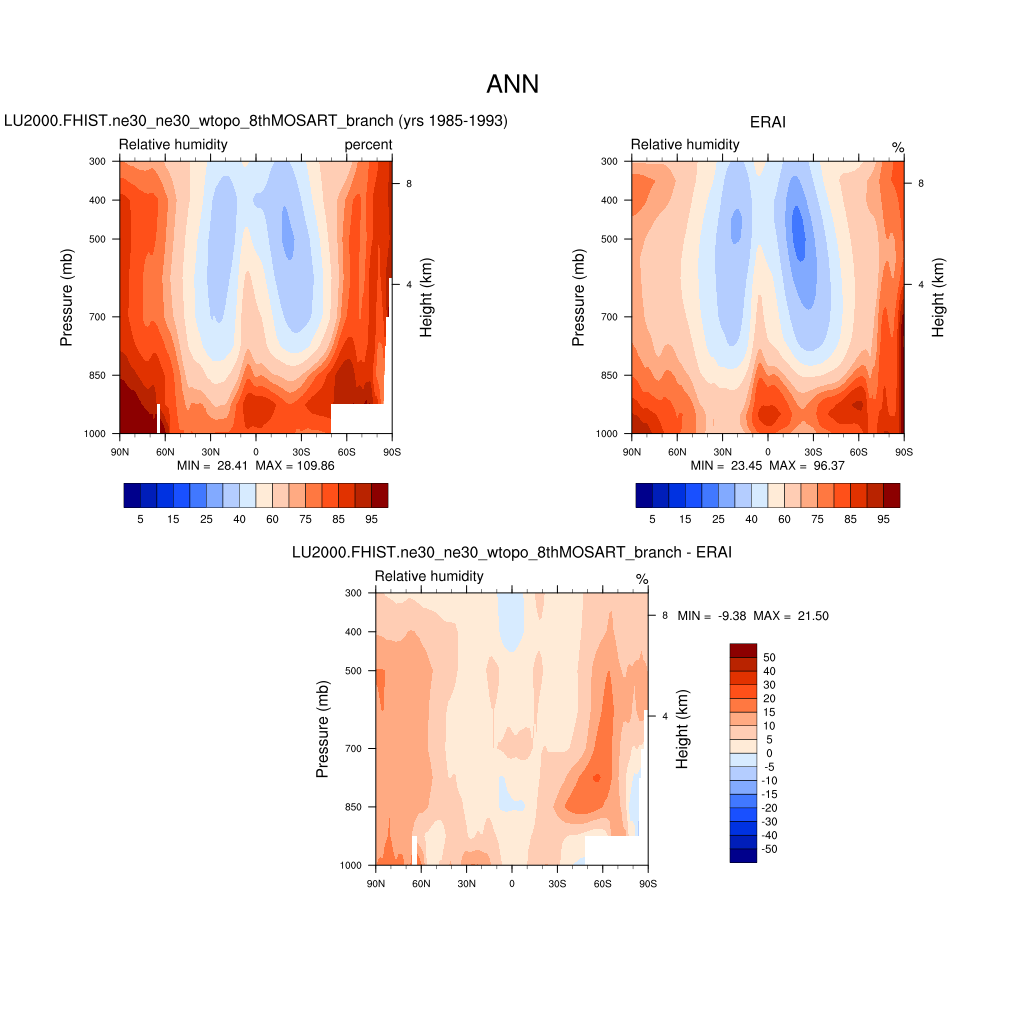 ANN
LU2000.FHIST.ne30_ne30_wtopo_8thMOSART_branch (yrs 1985-1993)
Relative humidity percent
300
400
500
700
850
1000
Pressure (mb)
8
4
Height (km)
90N 60N 30N 0 30S 60S 90S
MIN = 28.41 MAX = 109.86
5 15 25 40 60 75 85 95
ERAI
Relative humidity %
300
400
500
700
850
1000
Pressure (mb)
8
4
Height (km)
90N 60N 30N 0 30S 60S 90S
MIN = 23.45 MAX = 96.37
5 15 25 40 60 75 85 95
LU2000.FHIST.ne30_ne30_wtopo_8thMOSART_branch - ERAI
Relative humidity %
300
400
500
700
850
1000
Pressure (mb)
8
4
Height (km)
90N 60N 30N 0 30S 60S 90S
MIN = -9.38 MAX = 21.50
50
40
30
20
15
10
5
0
-5
-10
-15
-20
-30
-40
-50